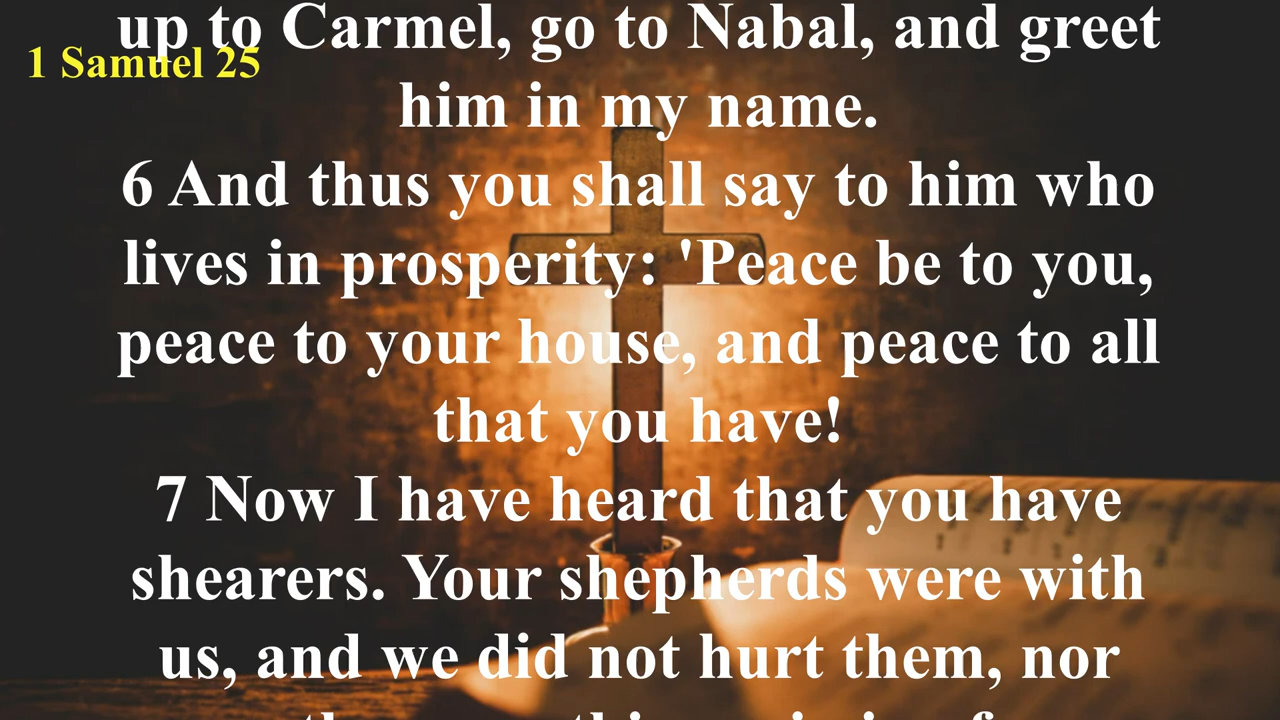 up to Carmel, go to Nabal, and greet
1 Samuel 25
him in my name.
6 And thus you shall say to him who
lives in prosperity: 'Peace be to you,
peace to your house, and peace to all
that you have!
7 Now I have heard that you have
shearers. Your shepherds were with
us, and we did not hurt them, nor